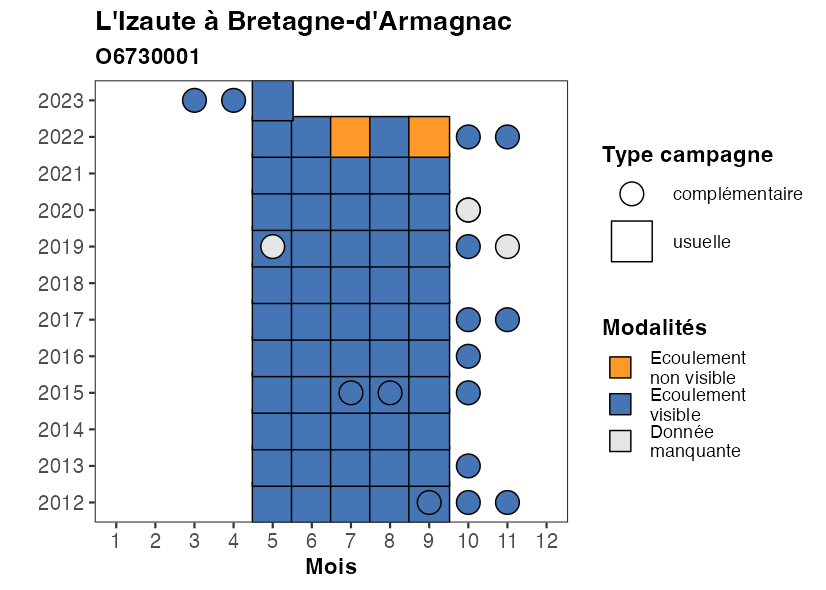 L'Izaute à Bretagne-d'Armagnac
O6730001
2023
2022
2021
2020
2019
2018
2017
2016
2015
2014
2013
2012
1 2 3 4 5 6 7 8 9 10 11 12
Mois
Type campagne
complémentaire
usuelle
Modalités
Ecoulement
non visible
Ecoulement
visible
Donnée
manquante